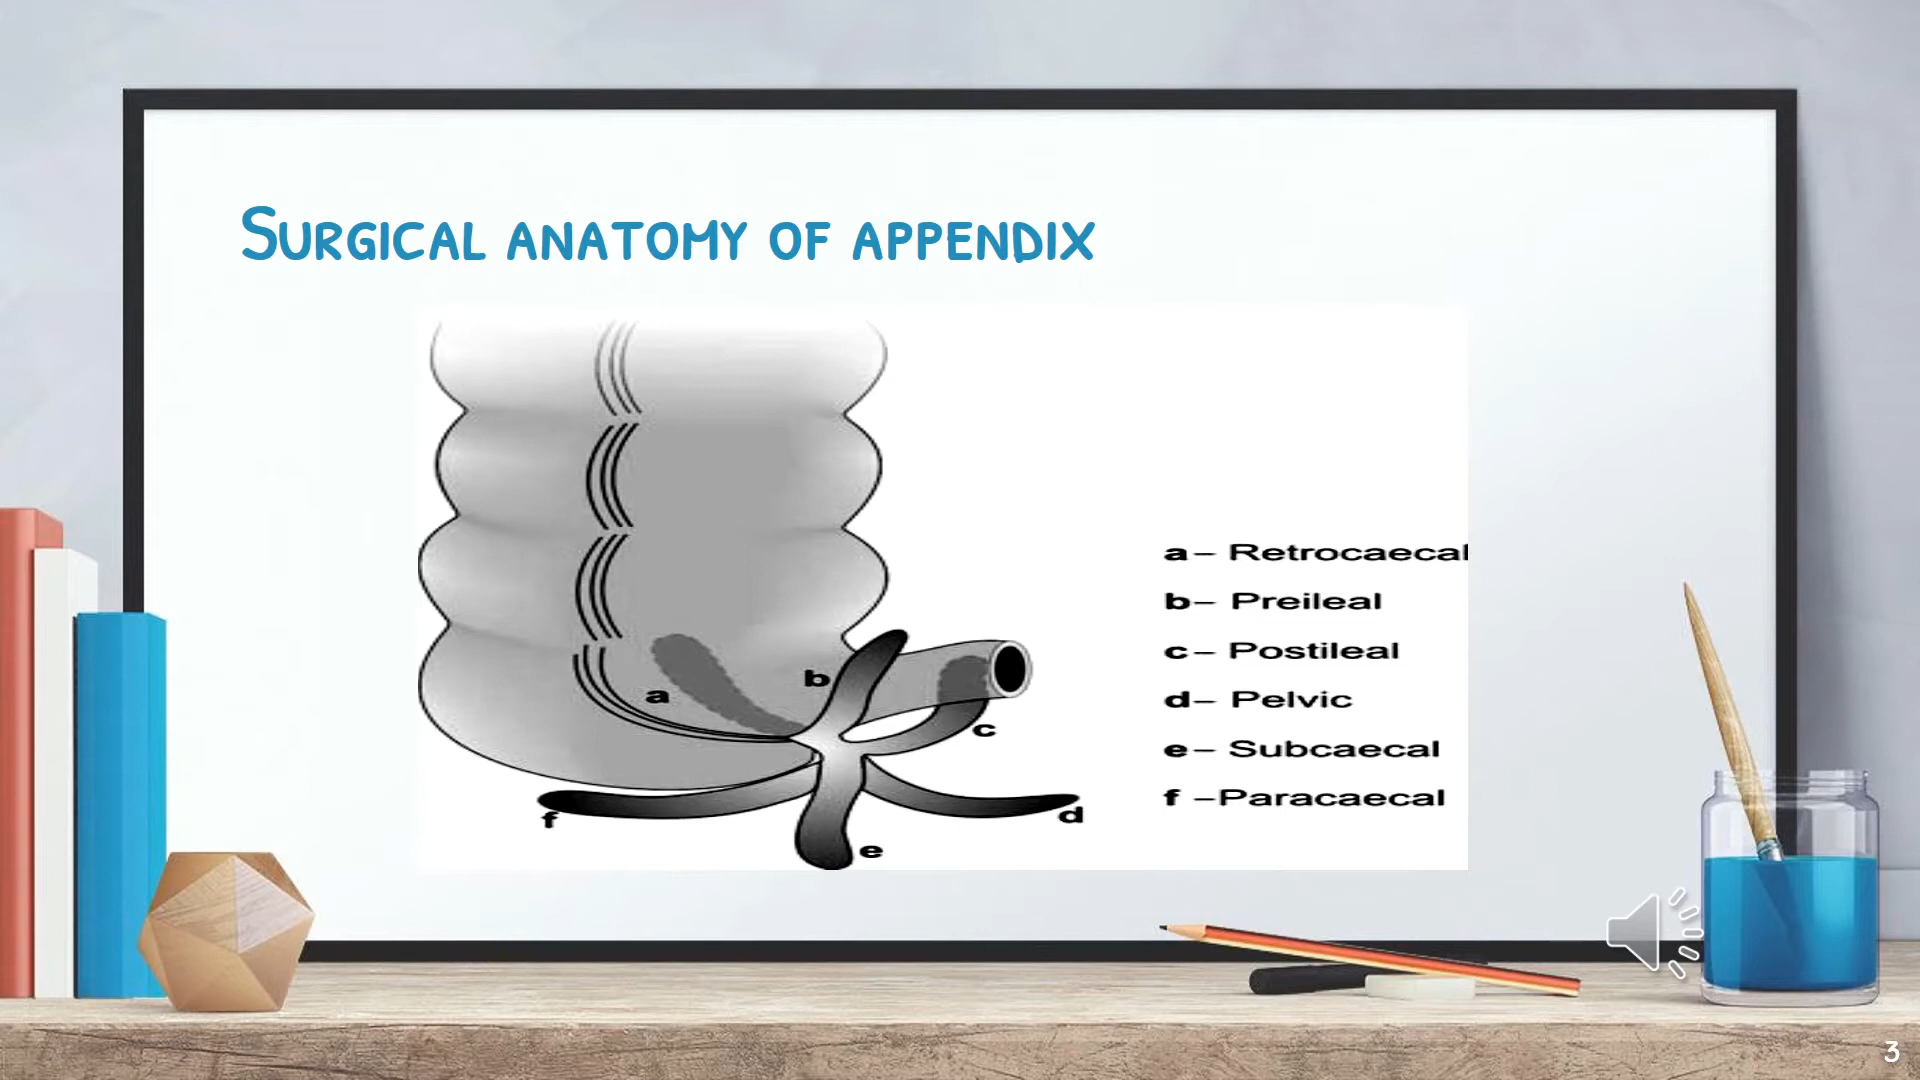 Surgical anatomy of appendix
a – Retrocaecal
b – Preileal
c – Postileal
d – Pelvic
e – Subcaecal
f –Paracaecal
a
b
c
d
e
f
3